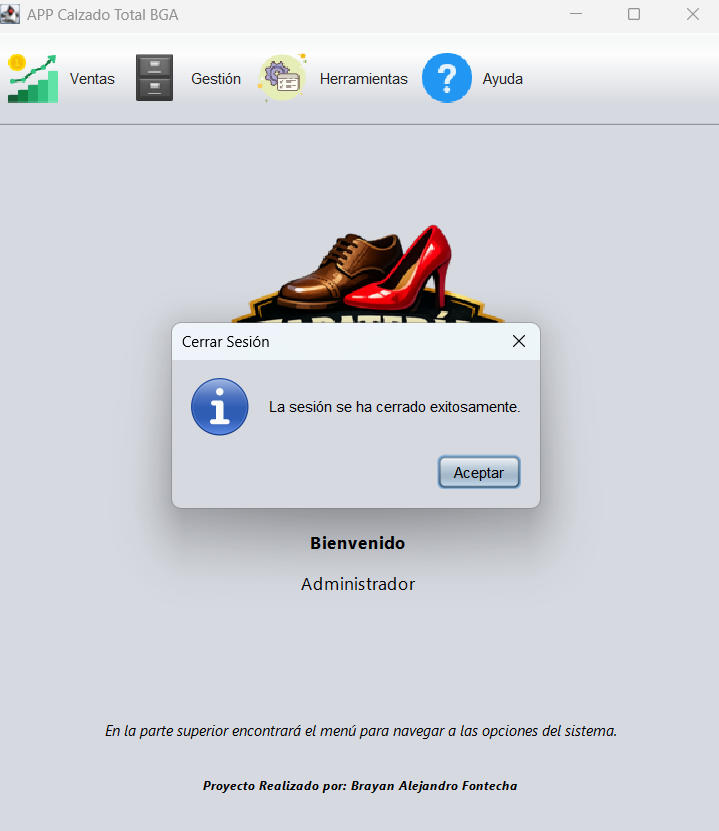 APP Calzado Total BGA
Ventas Gestión Herramientas Ayuda
Cerrar Sesión
La sesión se ha cerrado exitosamente.
Aceptar
Bienvenido
Administrador
En la parte superior encontrará el menú para navegar a las opciones del sistema.
Proyecto Realizado por: Brayan Alejandro Fontecha